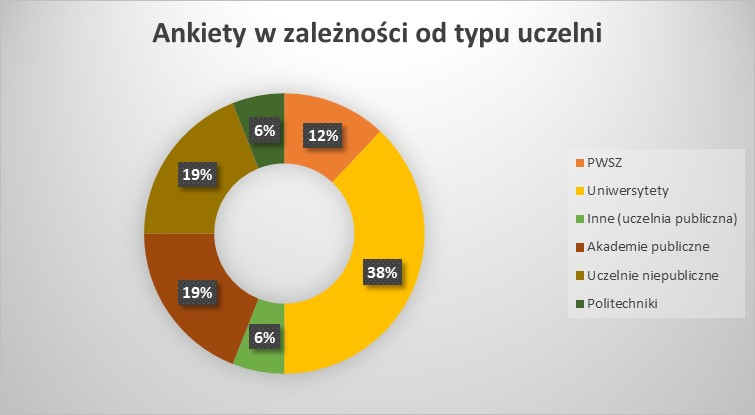 Ankiety w zależności od typu uczelni
6%
12%
19%
38%
19%
6%
PWSZ
Uniwersytety
Inne (uczelnia publiczna)
Akademie publiczne
Uczelnie niepubliczne
Politechniki